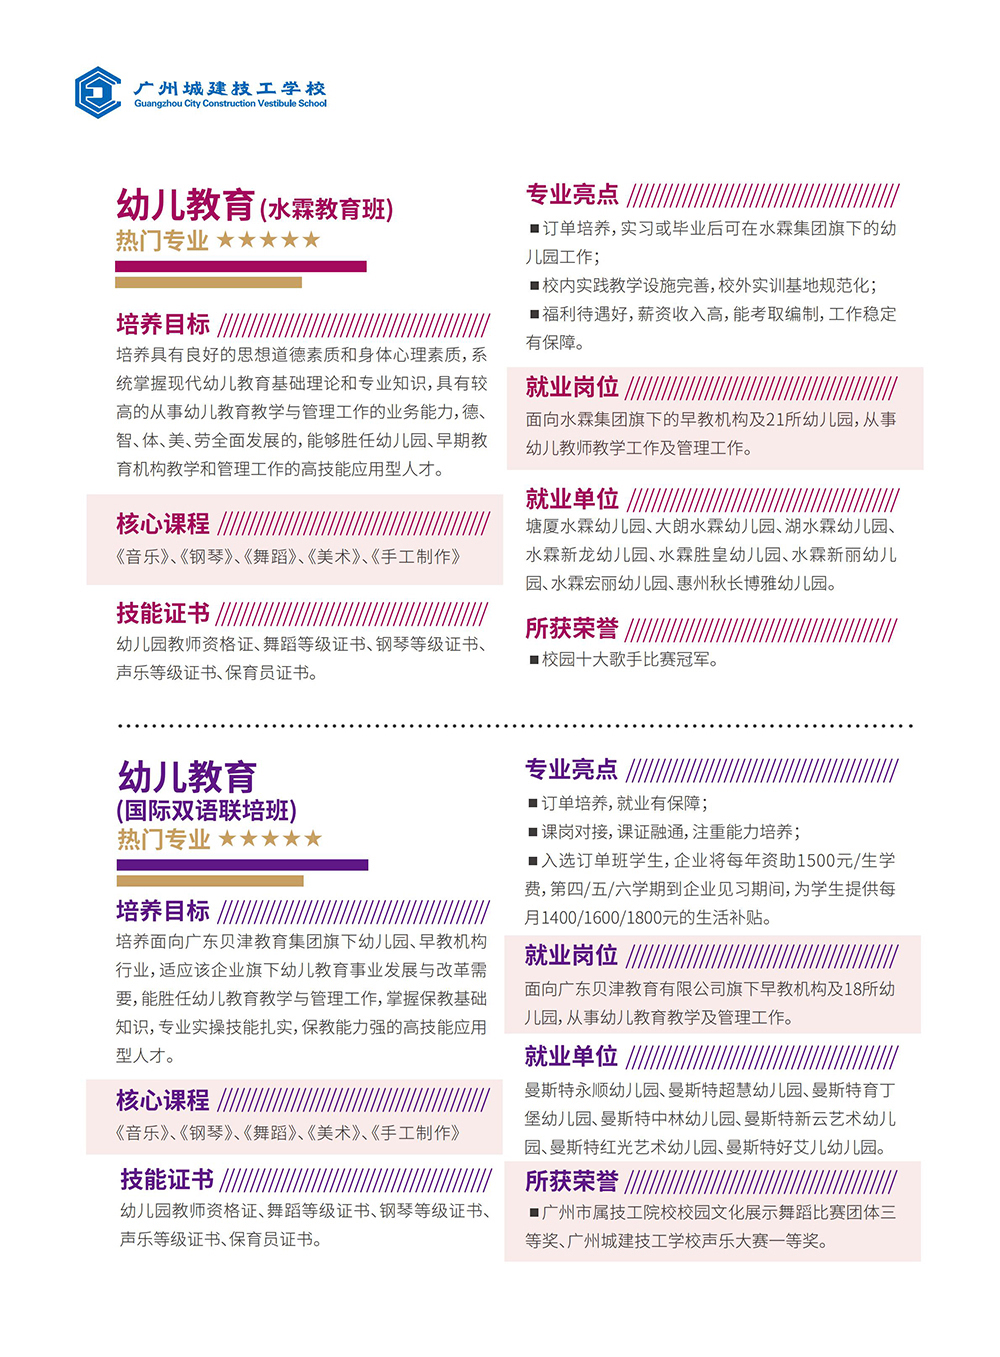 广州城建技工学校
Guangzhou City Construction Vestibule School
幼儿教育(水霖教育班)
热门专业 ★★★★★
培养目标
培养具有良好的思想道德素质和身体心理素质，系
统掌握现代幼儿教育基础理论和专业知识，具有较
高的从事幼儿教育教学与管理工作的业务能力，德、
智、体、美、劳全面发展的，能够胜任幼儿园、早期教
育机构教学和管理工作的高技能应用型人才。
核心课程
《音乐》、《钢琴》、《舞蹈》、《美术》、《手工制作》
技能证书
幼儿园教师资格证、舞蹈等级证书、钢琴等级证书、
声乐等级证书、保育员证书。
专业亮点
■订单培养，实习或毕业后可在水霖集团旗下的幼
儿园工作；
■校内实践教学设施完善，校外实训基地规范化；
■福利待遇好，薪资收入高，能考取编制，工作稳定
有保障。
就业岗位
面向水霖集团旗下的早教机构及21所幼儿园，从事
幼儿教师教学工作及管理工作。
就业单位
塘厦水霖幼儿园、大朗水霖幼儿园、湖水霖幼儿园、
水霖新龙幼儿园、水霖胜皇幼儿园、水霖新丽幼儿
园、水霖宏丽幼儿园、惠州秋长博雅幼儿园。
所获荣誉
■校园十大歌手比赛冠军。
幼儿教育
(国际双语联培班)
热门专业 ★★★★★
培养目标
培养面向广东贝津教育集团旗下幼儿园、早教机构
行业，适应该企业旗下幼儿教育事业发展与改革需
要，能胜任幼儿教育教学与管理工作，掌握保教基础
知识，专业实操技能扎实，保教能力强的高技能应用
型人才。
核心课程
《音乐》、《钢琴》、《舞蹈》、《美术》、《手工制作》
技能证书
幼儿园教师资格证、舞蹈等级证书、钢琴等级证书、
声乐等级证书、保育员证书。
专业亮点
■订单培养，就业有保障；
■课岗对接，课证融通，注重能力培养；
■入选订单班学生，企业将每年资助1500元/生学
费，第四/五/六学期到企业见习期间，为学生提供每
月1400/1600/1800元的生活补贴。
就业岗位
面向广东贝津教育有限公司旗下早教机构及18所幼
儿园，从事幼儿教育教学及管理工作。
就业单位
曼斯特永顺幼儿园、曼斯特超慧幼儿园、曼斯特育丁
堡幼儿园、曼斯特中林幼儿园、曼斯特新云艺术幼儿
园、曼斯特红光艺术幼儿园、曼斯特好艾儿幼儿园。
所获荣誉
■广州市属技工院校校园文化展示舞蹈比赛团体三
等奖、广州城建技工学校声乐大赛一等奖。